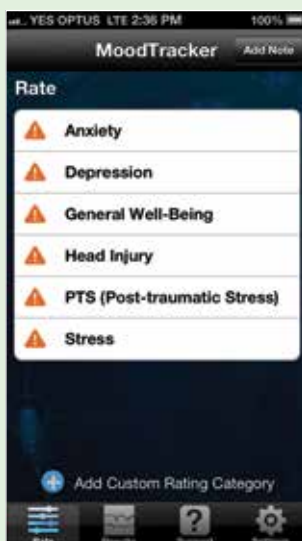 YES OPTUS LTE 2:36 PM 100%
MoodTracker Add Note
Rate
Anxiety
Depression
General Well-Being
Head Injury
PTS (Post-traumatic Stress)
Stress
Add Custom Rating Category
?